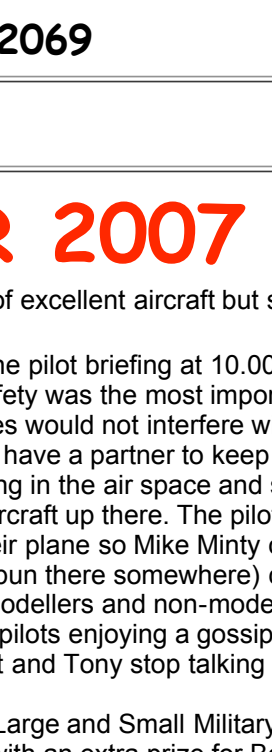 2069
R 2007
of excellent aircraft but s
he pilot briefing at 10.00
fety was the most impor
es would not interfere w
have a partner to keep
ng in the air space and s
rcraft up there. The pilo
eir plane so Mike Minty
oun there somewhere)
odellers and non-mode
pilots enjoying a gossip
t and Tony stop talking
Large and Small Military
with an extra prize for